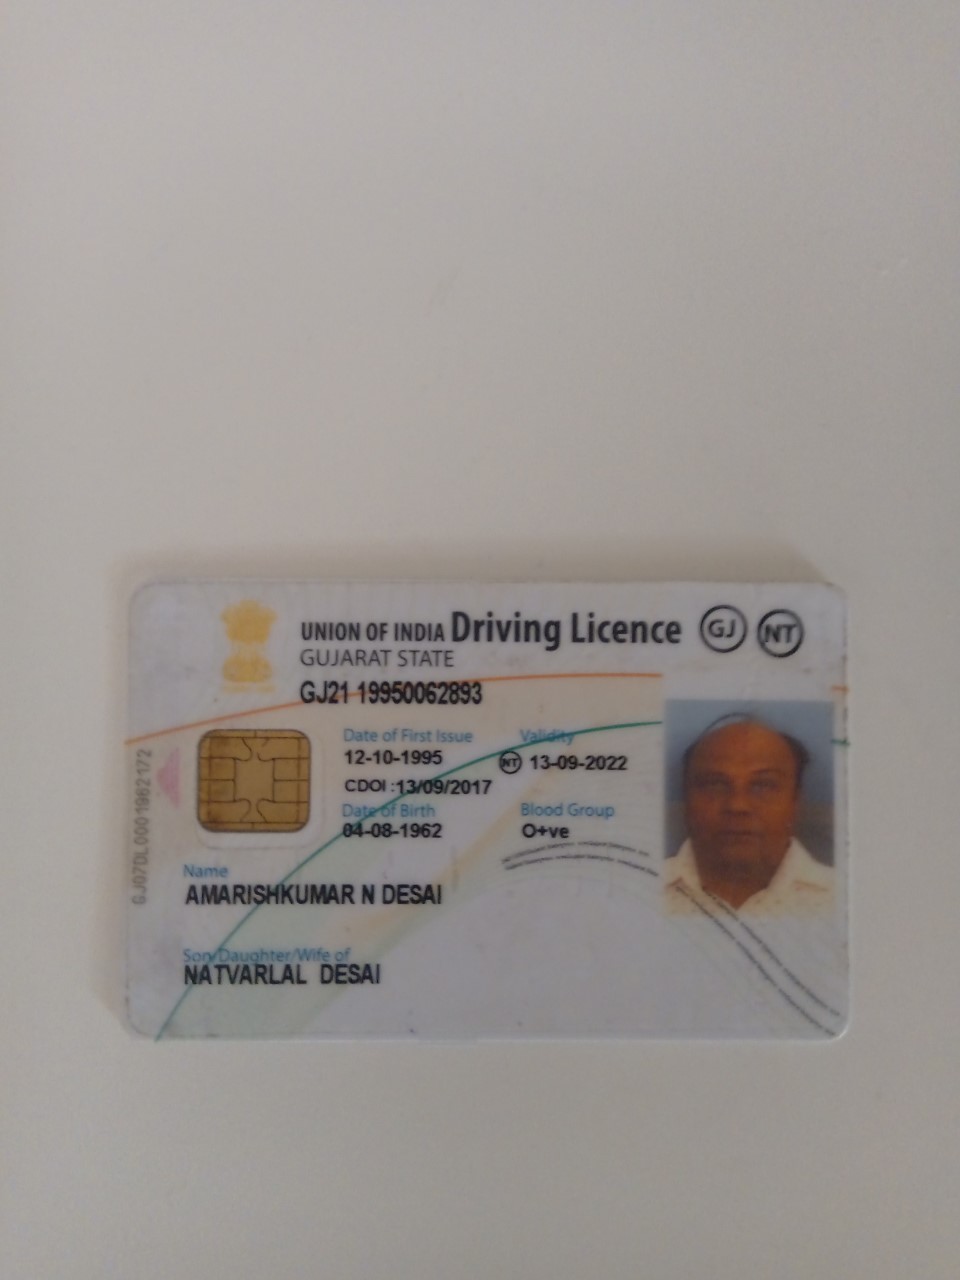 UNION OF INDIA Driving Licence GJ NT
GUJARAT STATE
GJ21 19950062893
Date of First Issue Validity
12-10-1995 NT 13-09-2022
CDOI :13/09/2017
Date of Birth Blood Group
04-08-1962 O+ve
Name
AMARISHKUMAR N DESAI
Son/Daughter/Wife of
NATVARLAL DESAI
GJ07DL0001962172